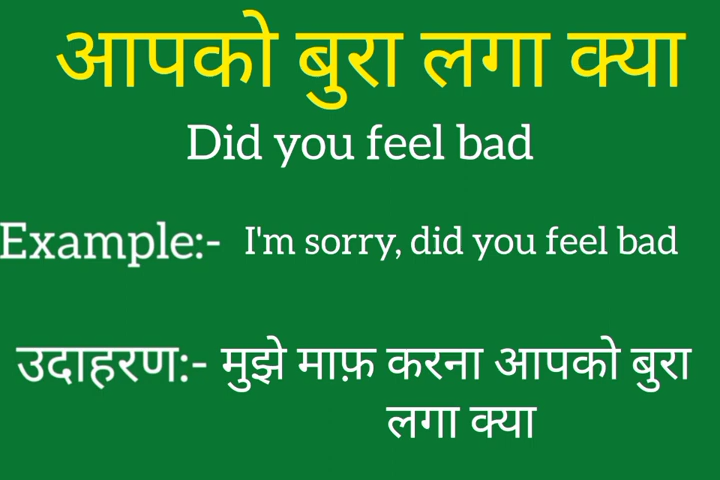 आपको बुरा लगा क्या
Did you feel bad
Example:- I'm sorry, did you feel bad
उदाहरण:- मुझे माफ़ करना आपको बुरा
लगा क्या